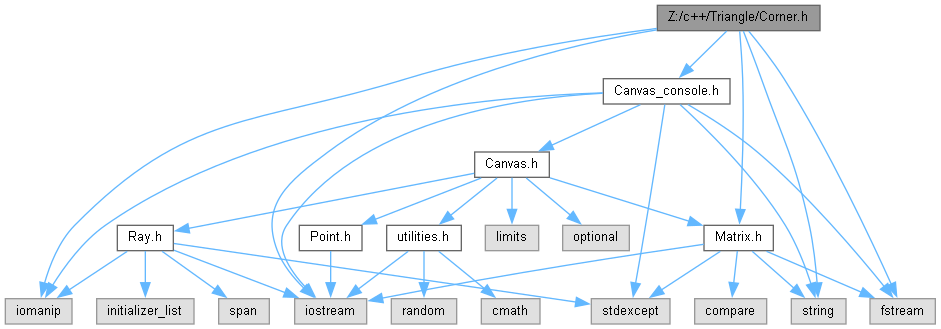 Z:/c++/Triangle/Corner.h
Canvas_console.h
Canvas.h
Ray.h
Point.h
utilities.h
limits
optional
Matrix.h
iomanip
initializer_list
span
iostream
random
cmath
stdexcept
compare
string
fstream